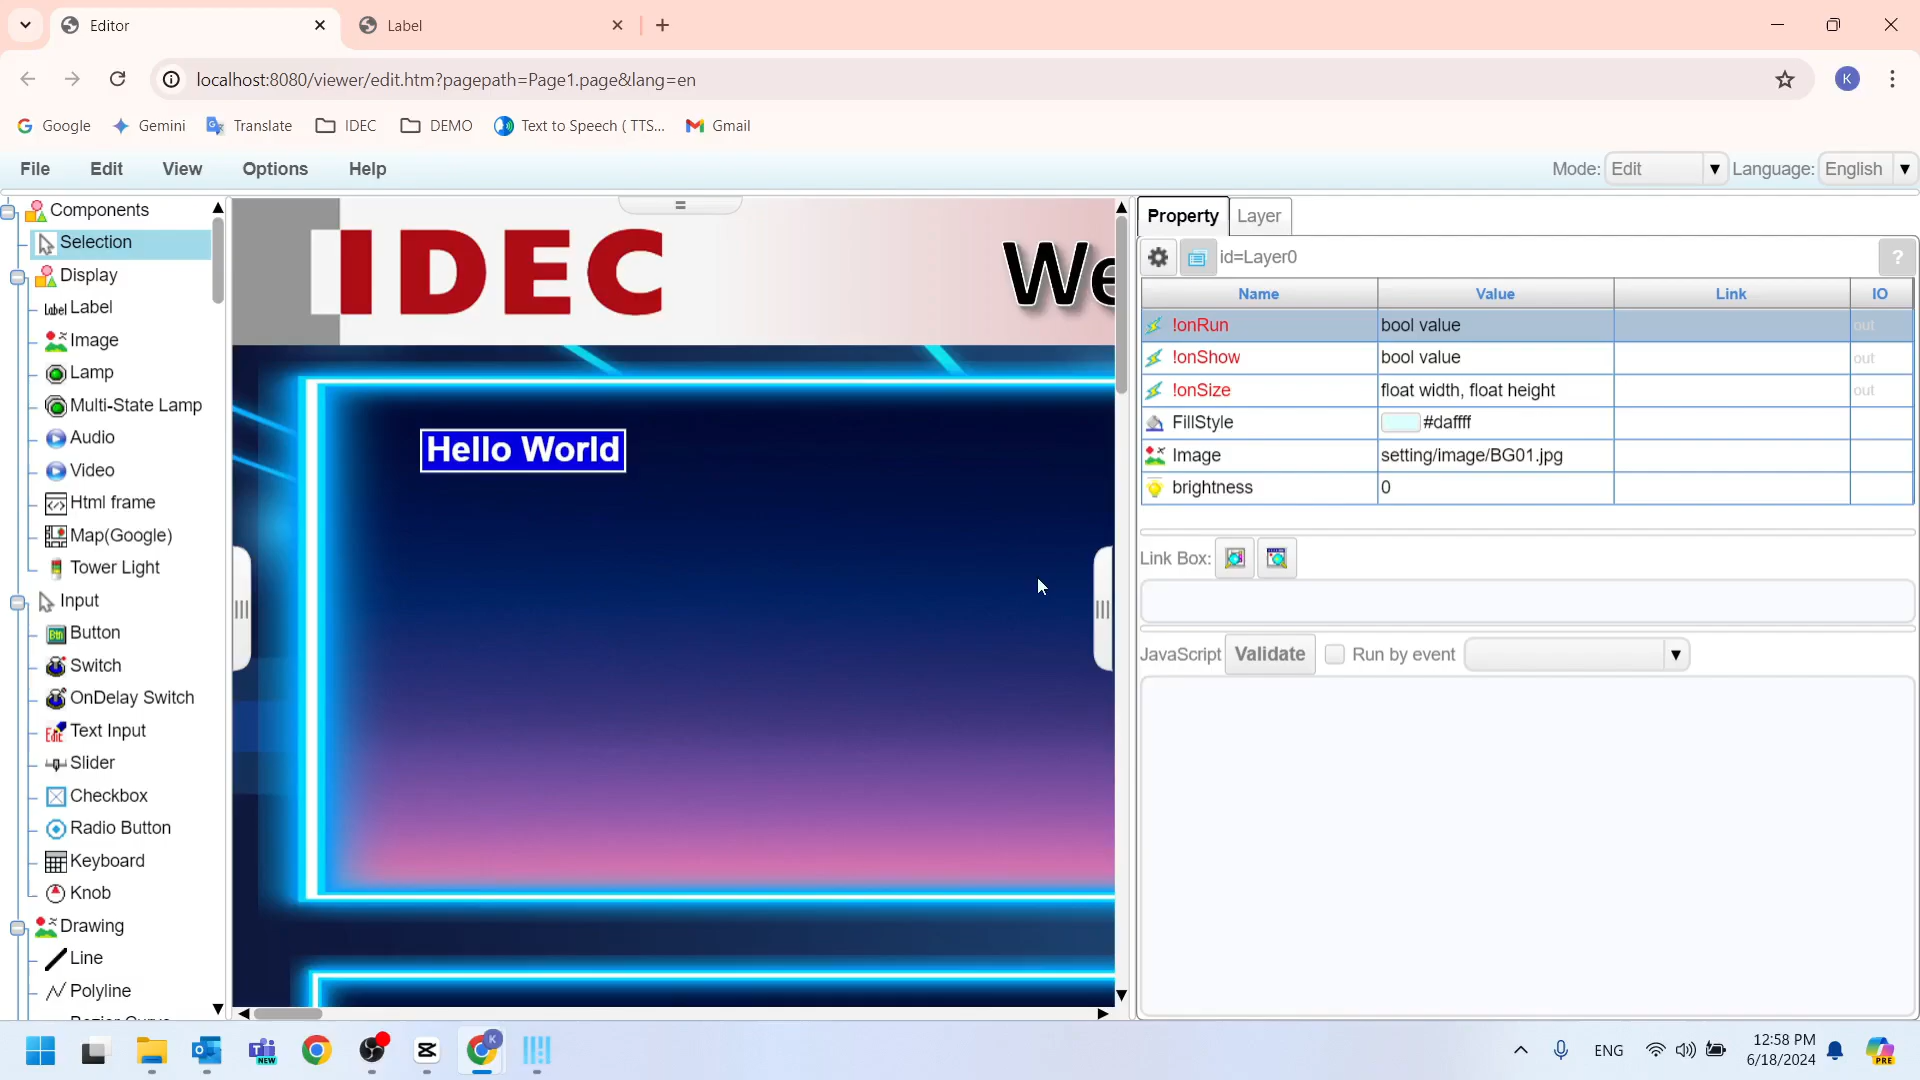 Editor
Label
localhost:8080/viewer/edit.htm?pagepath=Page1.page&lang=en
K
Google
Gemini
Translate
IDEC
DEMO
Text to Speech ( TTS...
Gmail
File
Edit
View
Options
Help
Mode:
Edit
Language:
English
Components
Selection
Display
Label Label
Image
Lamp
Multi-State Lamp
Audio
Video
Html frame
Map(Google)
Tower Light
Input
Btn Button
Switch
OnDelay Switch
Edit Text Input
Slider
Checkbox
Radio Button
Keyboard
Knob
Drawing
Line
Polyline
IDEC
We
Hello World
Property
Layer
id=Layer0
?
Name Value Link IO
!onRun bool value out
!onShow bool value out
!onSize float width, float height out
FillStyle #daffff
Image setting/image/BG01.jpg
brightness 0
Link Box:
JavaScript Validate Run by event
NEW
K
ENG
12:58 PM
6/18/2024
PRE